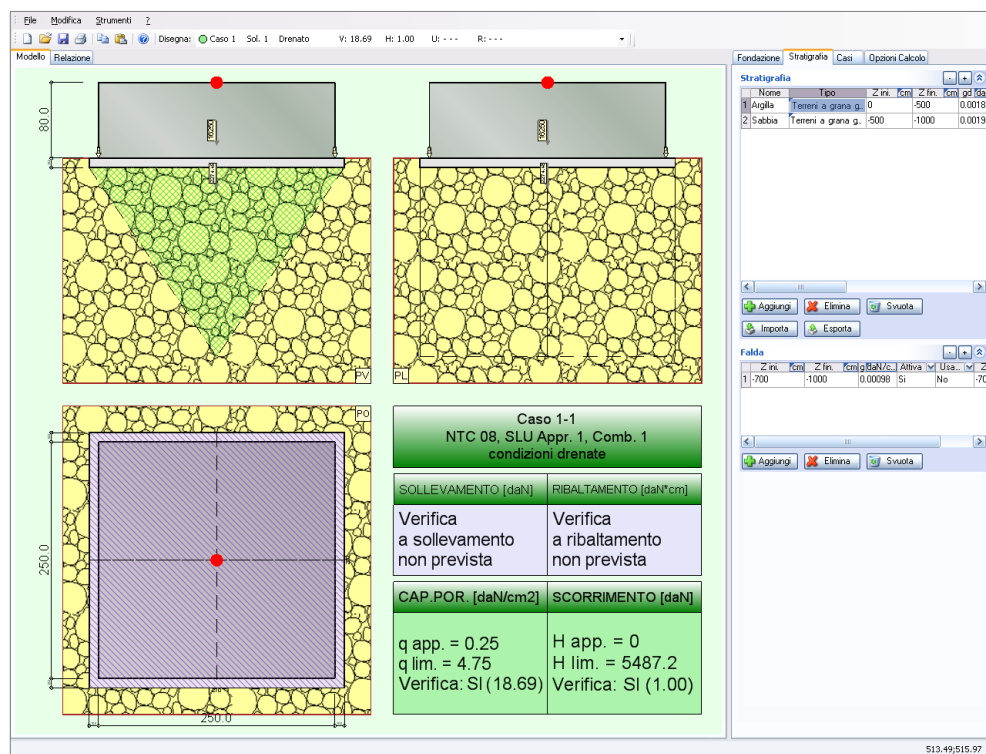 File Modifica Strumenti ?
Disegna: Caso 1 Sol. 1 Drenato V: 18.69 H: 1.00 U: --- R: ---
Modello Relazione
80.0
PV
PL
250.0
PO
250.0
Caso 1-1
NTC 08, SLU Appr. 1, Comb. 1
condizioni drenate
SOLLEVAMENTO [daN] RIBALTAMENTO [daN*cm]
Verifica
a sollevamento
non prevista
Verifica
a ribaltamento
non prevista
CAP.POR. [daN/cm2] SCORRIMENTO [daN]
q app. = 0.25
q lim. = 4.75
Verifica: SI (18.69)
H app. = 0
H lim. = 5487.2
Verifica: SI (1.00)
Fondazione Stratigrafia Casi Opzioni Calcolo
Stratigrafia
Nome Tipo Z ini. [cm] Z fin. [cm] gd [da
1 Argilla Terreni a grana g.. 0 -500 0.0018
2 Sabbia Terreni a grana g.. -500 -1000 0.0019
Aggiungi Elimina Svuota
Importa Esporta
Falda
Z ini. [cm] Z fin. [cm] g [daN/c... Attiva Usa... Z
1 -700 -1000 0.00098 Si No -70
Aggiungi Elimina Svuota
513.49;515.97